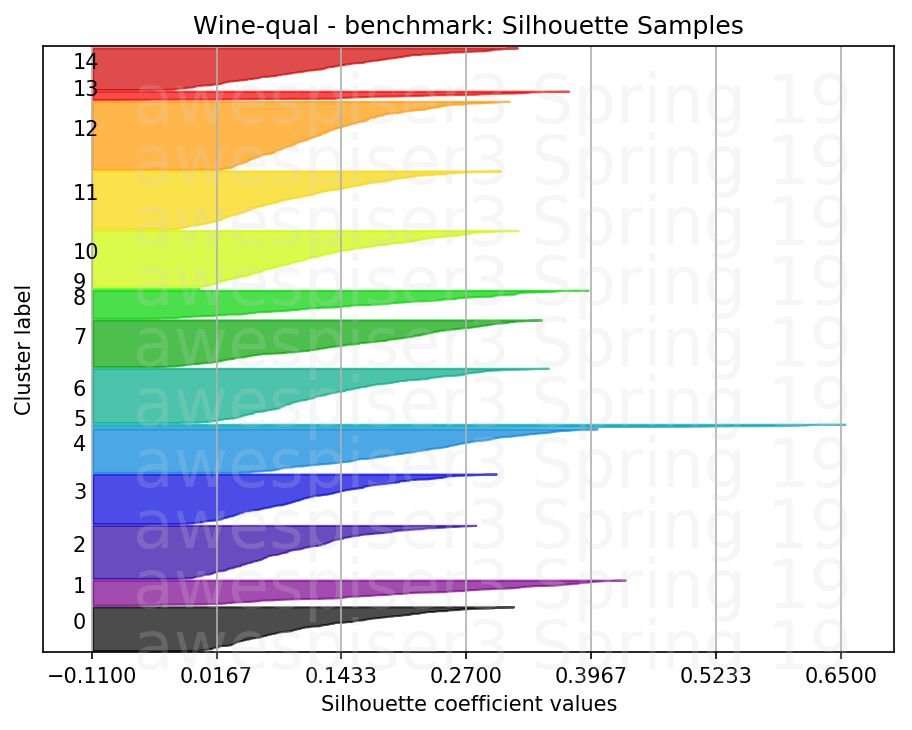 Wine-qual - benchmark: Silhouette Samples
14
13
12
11
10
9
8
7
6
5
4
3
2
1
0
Cluster label
awespiser3 Spring 19
awespiser3 Spring 19
awespiser3 Spring 19
awespiser3 Spring 19
awespiser3 Spring 19
awespiser3 Spring 19
awespiser3 Spring 19
awespiser3 Spring 19
awespiser3 Spring 19
awespiser3 Spring 19
−0.1100 0.0167 0.1433 0.2700 0.3967 0.5233 0.6500
Silhouette coefficient values